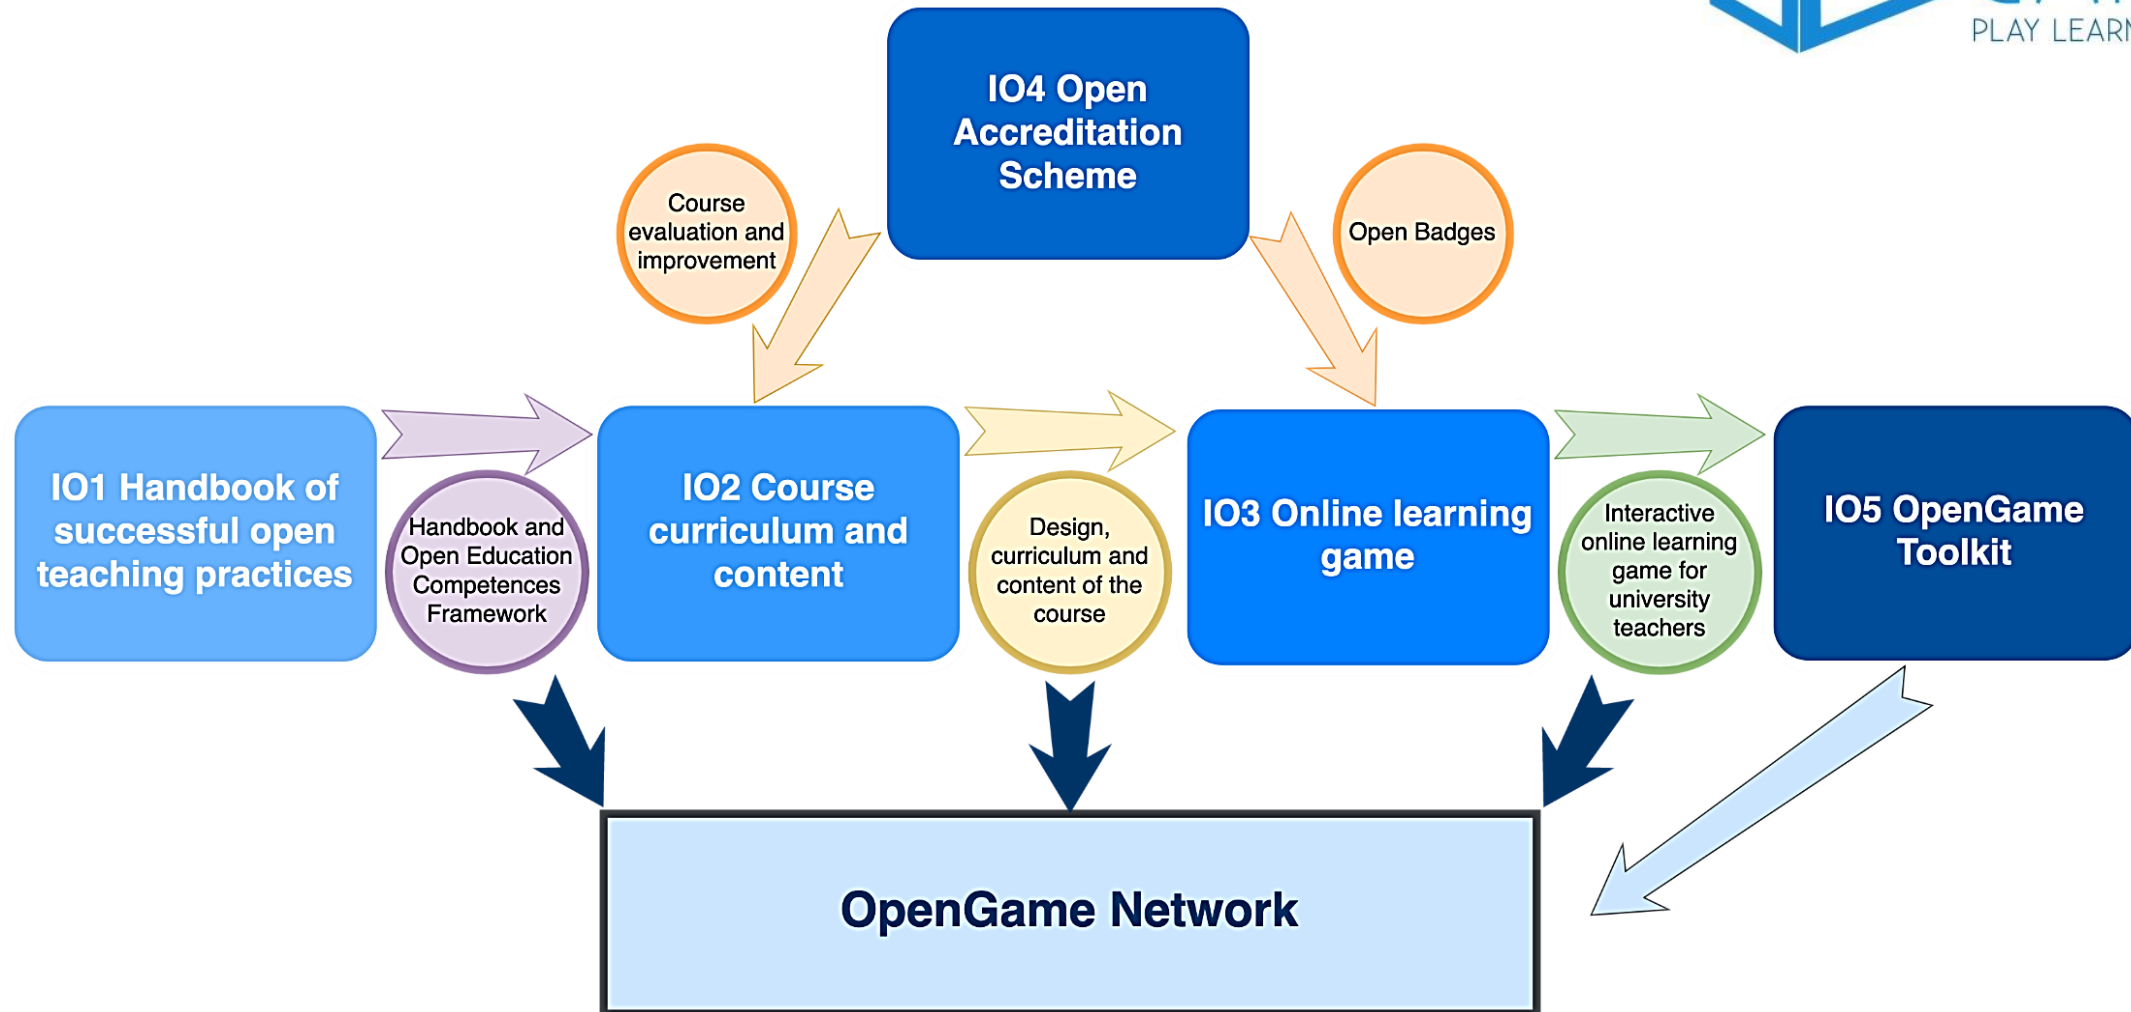 PLAY LEARN
IO4 Open
Accreditation
Scheme
Course
evaluation and
improvement
Open Badges
IO1 Handbook of
successful open
teaching practices
Handbook and
Open Education
Competences
Framework
IO2 Course
curriculum and
content
Design,
curriculum and
content of the
course
IO3 Online learning
game
Interactive
online learning
game for
university
teachers
IO5 OpenGame
Toolkit
OpenGame Network